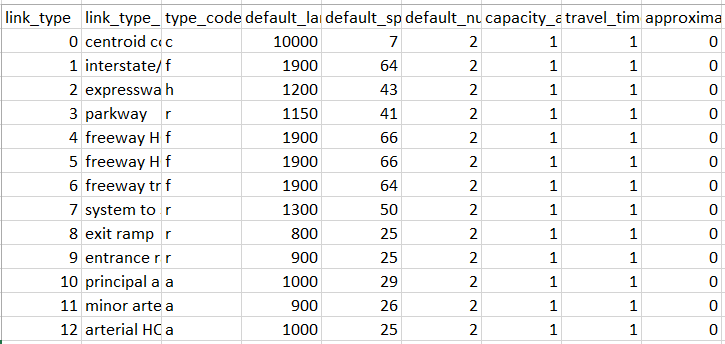 link_type link_type_ type_code default_lan default_sp default_nu capacity_a travel_tim approxima
0 centroid co c 10000 7 2 1 1 0
1 interstate/ f 1900 64 2 1 1 0
2 expresswa h 1200 43 2 1 1 0
3 parkway r 1150 41 2 1 1 0
4 freeway H f 1900 66 2 1 1 0
5 freeway H f 1900 66 2 1 1 0
6 freeway tr f 1900 64 2 1 1 0
7 system to r 1300 50 2 1 1 0
8 exit ramp r 800 25 2 1 1 0
9 entrance r r 900 25 2 1 1 0
10 principal a a 1000 29 2 1 1 0
11 minor arte a 900 26 2 1 1 0
12 arterial HO a 1000 25 2 1 1 0